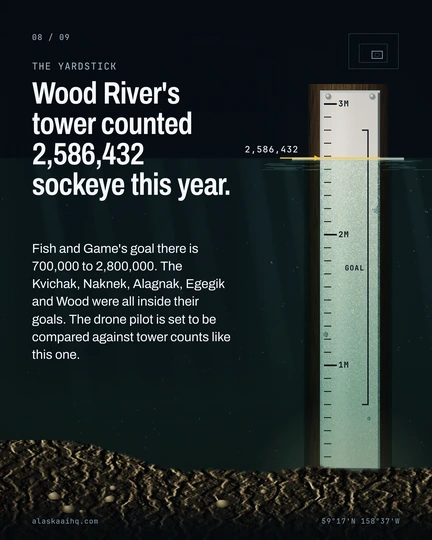 08 / 09
THE YARDSTICK
Wood River's
tower counted
2,586,432
sockeye this year.
Fish and Game's goal there is
700,000 to 2,800,000. The
Kvichak, Naknek, Alagnak, Egegik
and Wood were all inside their
goals. The drone pilot is set to be
compared against tower counts like
this one.
3M
2,586,432
2M
GOAL
1M
alaskaaihq.com
59°17'N 158°37'W